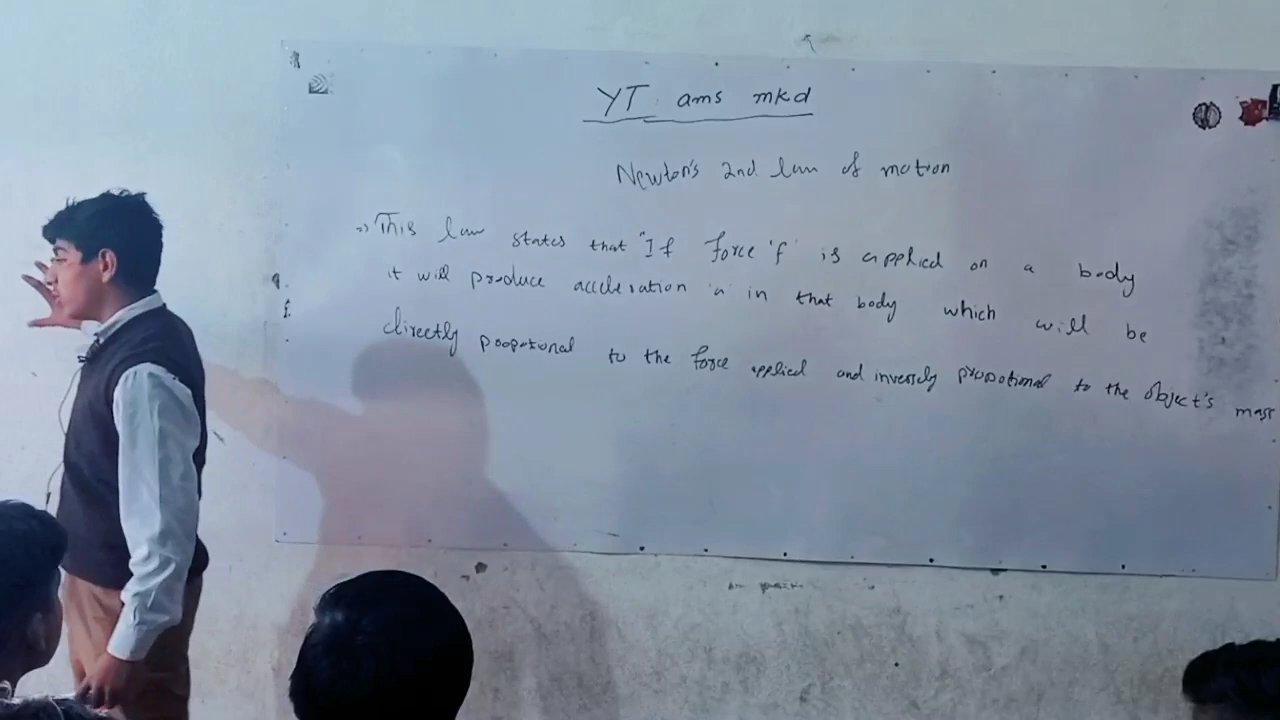 YT ams mkd
Newton's 2nd law of motion
This law states that "If force 'f' is applied on a body
it will produce acceleration 'a' in that body which will be
directly propotional to the force applied and inversely propotional to the object's mass